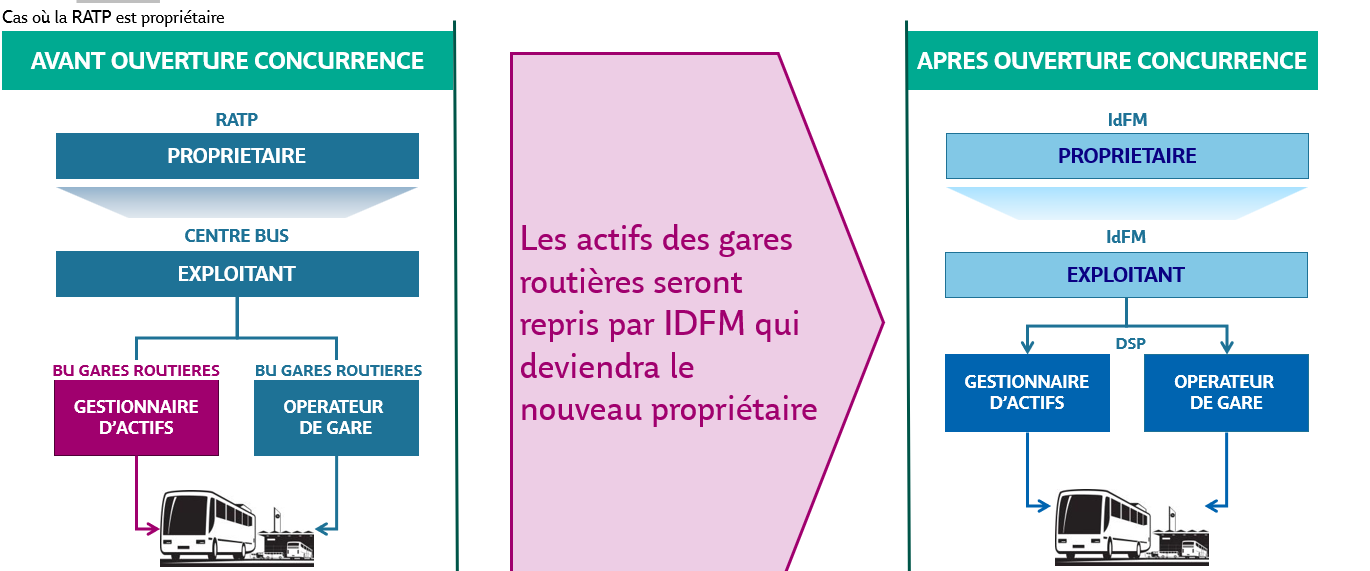 Cas où la RATP est propriétaire
AVANT OUVERTURE CONCURRENCE
RATP
PROPRIETAIRE
CENTRE BUS
EXPLOITANT
BU GARES ROUTIERES
GESTIONNAIRE
D'ACTIFS
BU GARES ROUTIERES
OPERATEUR
DE GARE
Les actifs des gares
routières seront
repris par IDFM qui
deviendra le
nouveau propriétaire
APRES OUVERTURE CONCURRENCE
IdFM
PROPRIETAIRE
IdFM
EXPLOITANT
DSP
GESTIONNAIRE
D'ACTIFS
OPERATEUR
DE GARE